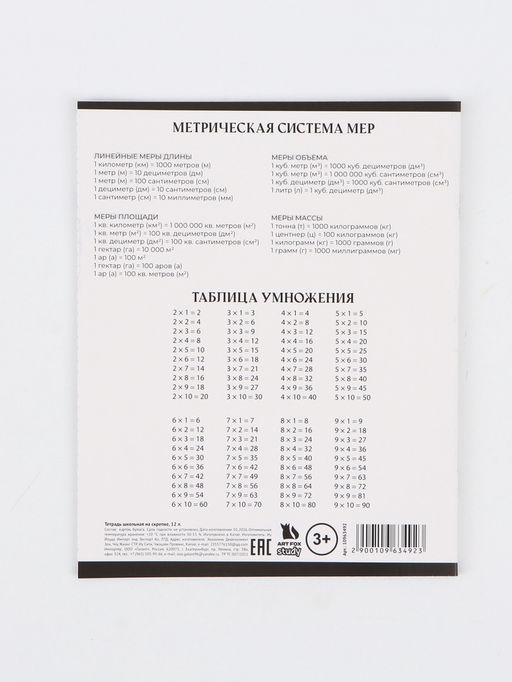 МЕТРИЧЕСКАЯ СИСТЕМА МЕР
ЛИНЕЙНЫЕ МЕРЫ ДЛИНЫ
1 километр (км) = 1000 метров (м)
1 метр (м) = 10 дециметров (дм)
1 метр (м) = 100 сантиметров (см)
1 дециметр (дм) = 10 сантиметров (см)
1 сантиметр (см) = 10 миллиметров (мм)
МЕРЫ ОБЪЕМА
1 куб. метр (м³) = 1000 куб. дециметров (дм³)
1 куб. метр (м³) = 1 000 000 куб. сантиметров (см³)
1 куб. дециметр (дм³) = 1000 куб. сантиметров (см³)
1 литр (л) = 1 куб. дециметр (дм³)
МЕРЫ ПЛОЩАДИ
1 кв. километр (км²) = 1 000 000 кв. метров (м²)
1 кв. метр (м²) = 100 кв. дециметров (дм²)
1 кв. дециметр (дм²) = 100 кв. сантиметров (см²)
1 гектар (га) = 10 000 м²
1 ар (а) = 100 м²
1 гектар (га) = 100 аров (а)
1 ар (а) = 100 кв. метров (м²)
МЕРЫ МАССЫ
1 тонна (т) = 1000 килограммов (кг)
1 центнер (ц) = 100 килограммов (кг)
1 килограмм (кг) = 1000 граммов (г)
1 грамм (г) = 1000 миллиграммов (мг)
ТАБЛИЦА УМНОЖЕНИЯ
2 × 1 = 2 3 × 1 = 3 4 × 1 = 4 5 × 1 = 5
2 × 2 = 4 3 × 2 = 6 4 × 2 = 8 5 × 2 = 10
2 × 3 = 6 3 × 3 = 9 4 × 3 = 12 5 × 3 = 15
2 × 4 = 8 3 × 4 = 12 4 × 4 = 16 5 × 4 = 20
2 × 5 = 10 3 × 5 = 15 4 × 5 = 20 5 × 5 = 25
2 × 6 = 12 3 × 6 = 18 4 × 6 = 24 5 × 6 = 30
2 × 7 = 14 3 × 7 = 21 4 × 7 = 28 5 × 7 = 35
2 × 8 = 16 3 × 8 = 24 4 × 8 = 32 5 × 8 = 40
2 × 9 = 18 3 × 9 = 27 4 × 9 = 36 5 × 9 = 45
2 × 10 = 20 3 × 10 = 30 4 × 10 = 40 5 × 10 = 50
6 × 1 = 6 7 × 1 = 7 8 × 1 = 8 9 × 1 = 9
6 × 2 = 12 7 × 2 = 14 8 × 2 = 16 9 × 2 = 18
6 × 3 = 18 7 × 3 = 21 8 × 3 = 24 9 × 3 = 27
6 × 4 = 24 7 × 4 = 28 8 × 4 = 32 9 × 4 = 36
6 × 5 = 30 7 × 5 = 35 8 × 5 = 40 9 × 5 = 45
6 × 6 = 36 7 × 6 = 42 8 × 6 = 48 9 × 6 = 54
6 × 7 = 42 7 × 7 = 49 8 × 7 = 56 9 × 7 = 63
6 × 8 = 48 7 × 8 = 56 8 × 8 = 64 9 × 8 = 72
6 × 9 = 54 7 × 9 = 63 8 × 9 = 72 9 × 9 = 81
6 × 10 = 60 7 × 10 = 70 8 × 10 = 80 9 × 10 = 90
Тетрадь школьная на скрепке, 12 л.
Состав: картон, бумага. Срок годности не установлен.
EAC
ART FOX
study
3+
Арт. 10963492
2 900109 634923